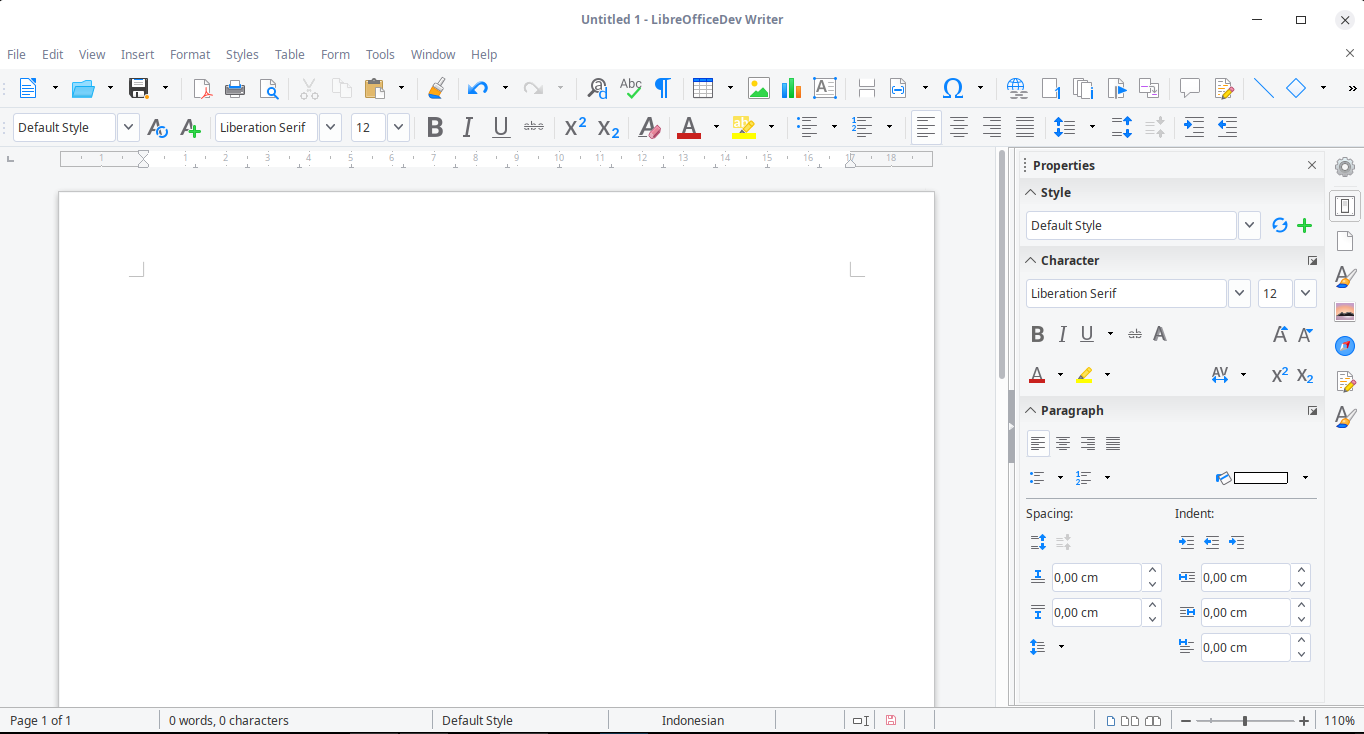 Untitled 1 - LibreOfficeDev Writer
File Edit View Insert Format Styles Table Form Tools Window Help
Abc
Default Style Liberation Serif 12
1 1 2 3 4 5 6 7 8 9 10 11 12 13 14 15 16 17 18
Properties
Style
Default Style
Character
Liberation Serif 12
Paragraph
Spacing: Indent:
0,00 cm 0,00 cm
0,00 cm 0,00 cm
0,00 cm
Page 1 of 1 0 words, 0 characters Default Style Indonesian 110%